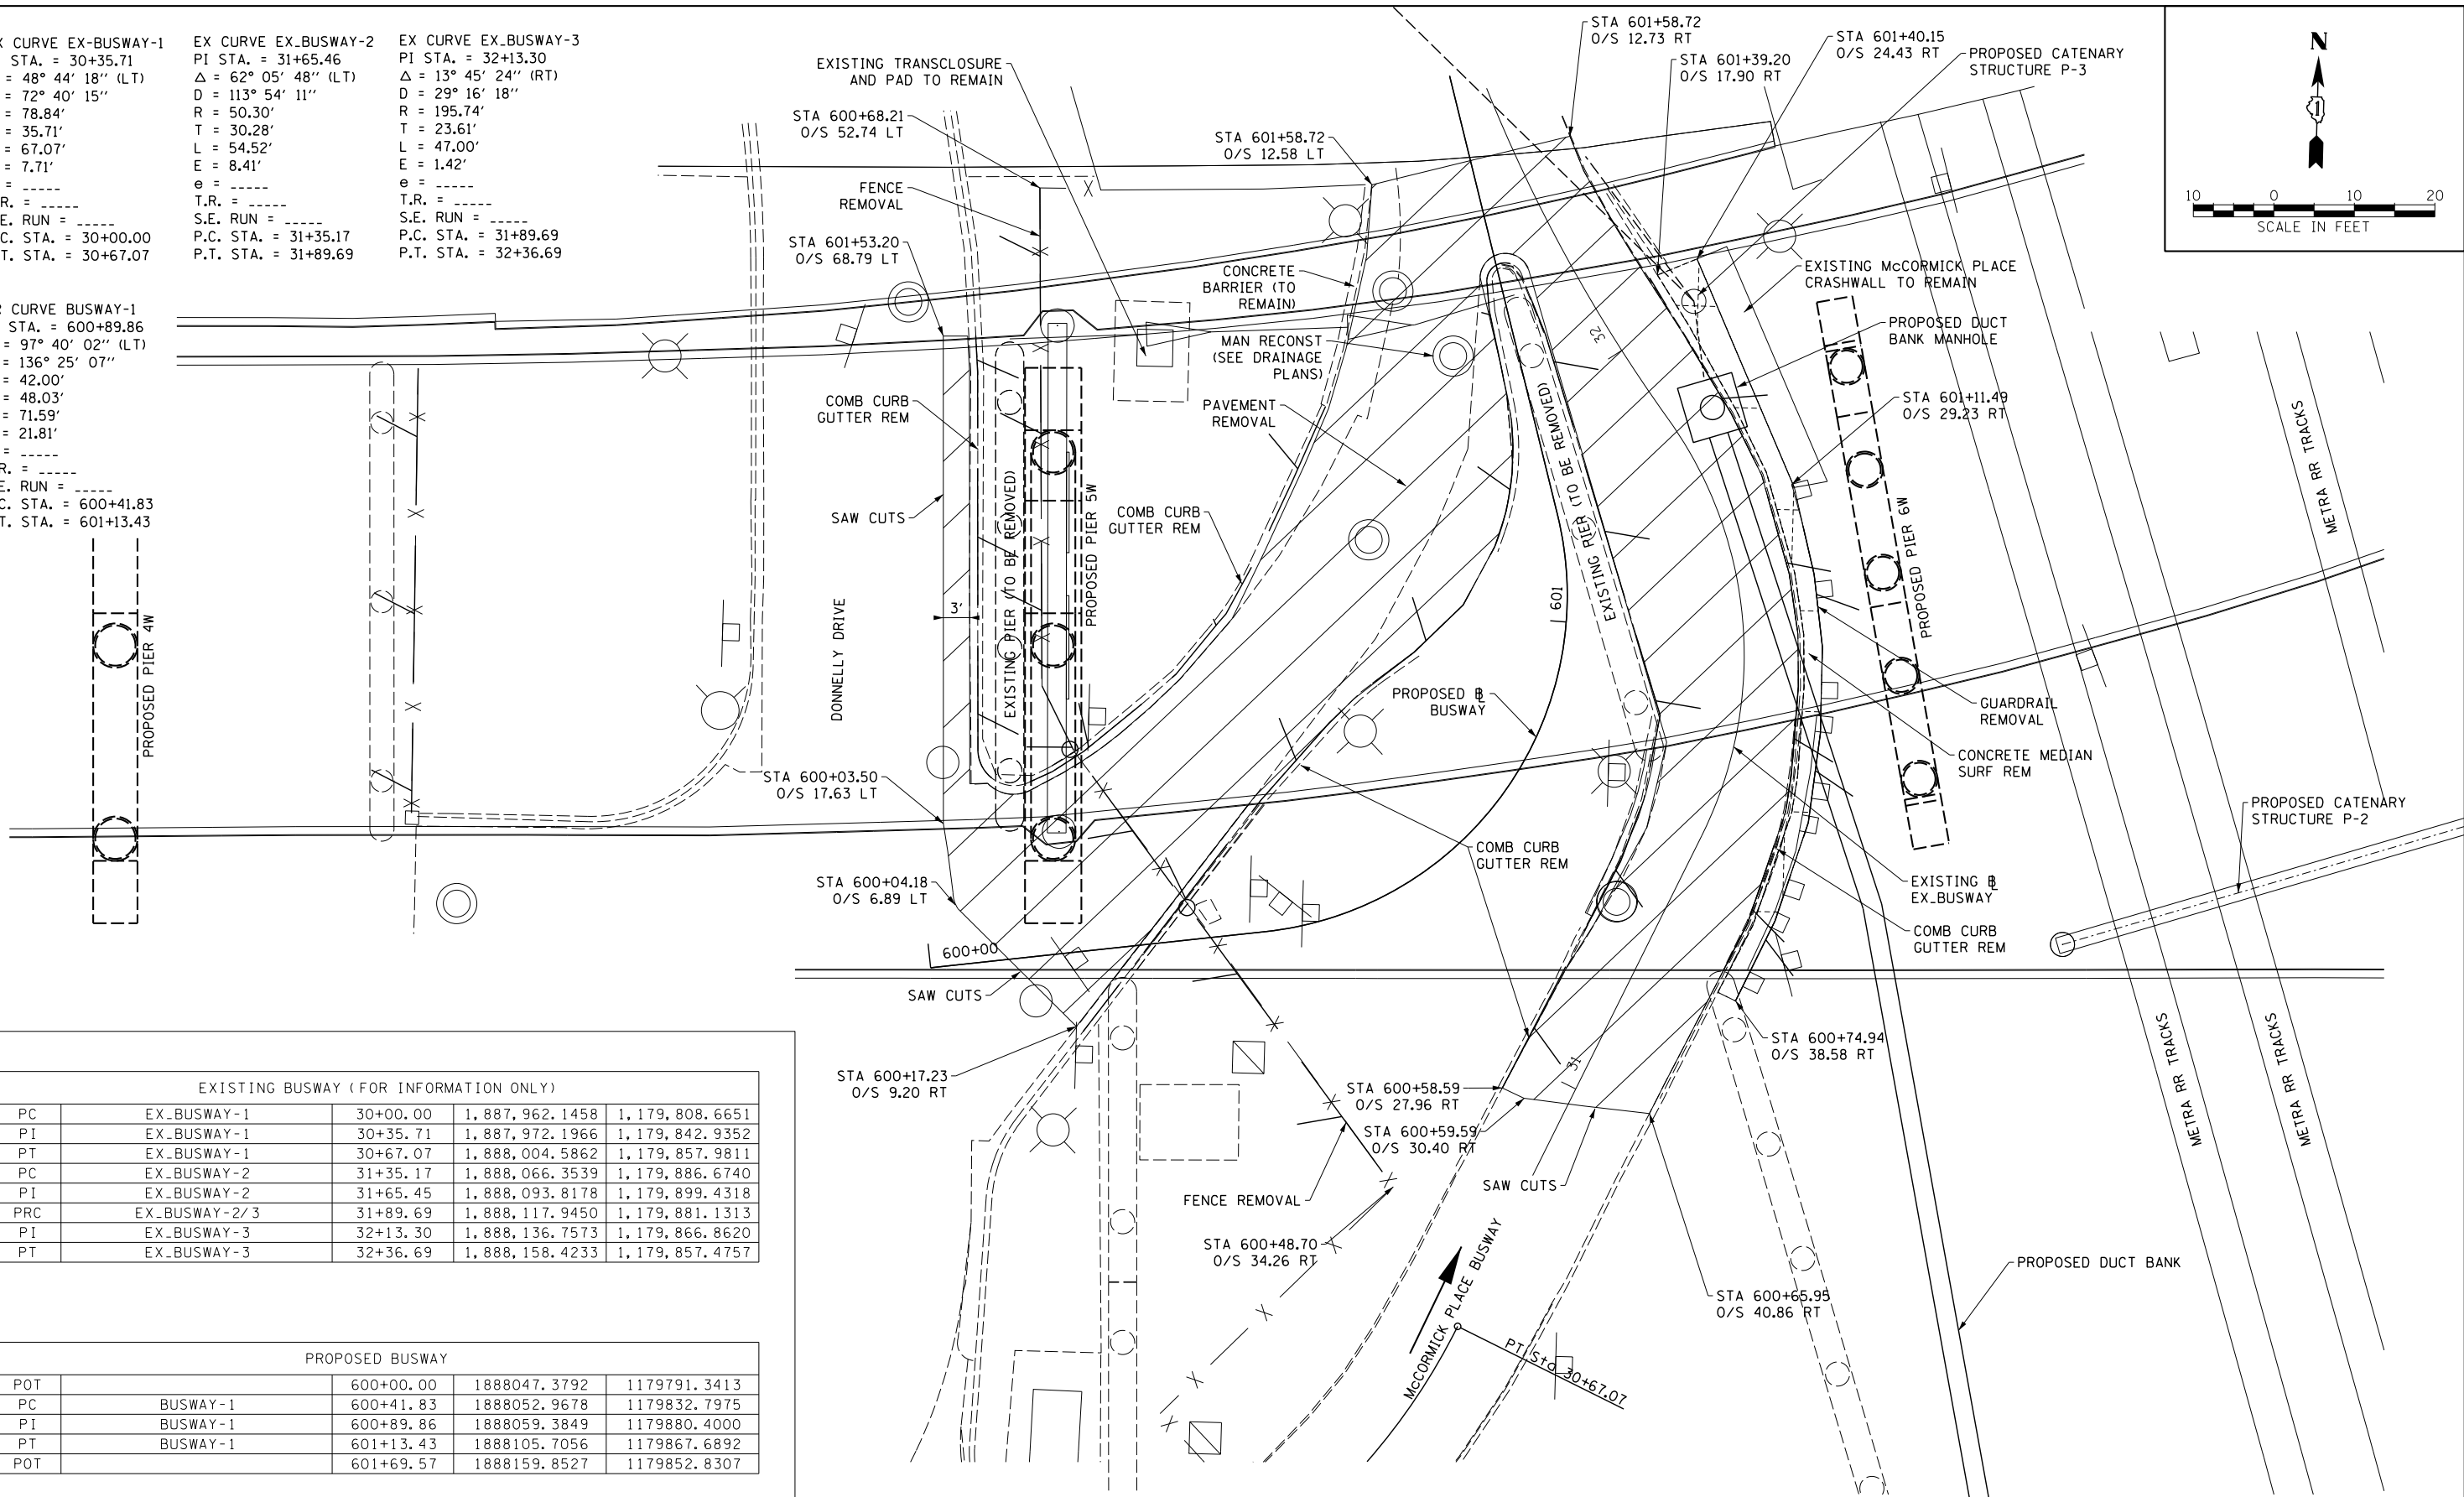 X CURVE EX-BUSWAY-1
STA. = 30+35.71
= 48° 44' 18'' (LT)
= 72° 40' 15''
= 78.84'
= 35.71'
= 67.07'
= 7.71'
= _____
R. = _____
E. RUN = _____
C. STA. = 30+00.00
T. STA. = 30+67.07
EX CURVE EX_BUSWAY-2
PI STA. = 31+65.46
Δ = 62° 05' 48'' (LT)
D = 113° 54' 11''
R = 50.30'
T = 30.28'
L = 54.52'
E = 8.41'
e = _____
T.R. = _____
S.E. RUN = _____
P.C. STA. = 31+35.17
P.T. STA. = 31+89.69
EX CURVE EX_BUSWAY-3
PI STA. = 32+13.30
Δ = 13° 45' 24'' (RT)
D = 29° 16' 18''
R = 195.74'
T = 23.61'
L = 47.00'
E = 1.42'
e = _____
T.R. = _____
S.E. RUN = _____
P.C. STA. = 31+89.69
P.T. STA. = 32+36.69
CURVE BUSWAY-1
STA. = 600+89.86
= 97° 40' 02'' (LT)
= 136° 25' 07''
= 42.00'
= 48.03'
= 71.59'
= 21.81'
= _____
R. = _____
E. RUN = _____
C. STA. = 600+41.83
T. STA. = 601+13.43
EXISTING TRANSCLOSURE
AND PAD TO REMAIN
STA 600+68.21
O/S 52.74 LT
FENCE
REMOVAL
STA 601+53.20
O/S 68.79 LT
STA 601+58.72
O/S 12.58 LT
STA 601+58.72
O/S 12.73 RT
STA 601+39.20
O/S 17.90 RT
STA 601+40.15
O/S 24.43 RT
PROPOSED CATENARY
STRUCTURE P-3
N
1
10 0 10 20
SCALE IN FEET
CONCRETE
BARRIER (TO
REMAIN)
MAN RECONST
(SEE DRAINAGE
PLANS)
PAVEMENT
REMOVAL
COMB CURB
GUTTER REM
SAW CUTS
COMB CURB
GUTTER REM
EXISTING McCORMICK PLACE
CRASHWALL TO REMAIN
PROPOSED DUCT
BANK MANHOLE
STA 601+11.49
O/S 29.23 RT
32
METRA RR TRACKS
EXISTING PIER (TO BE REMOVED)
PROPOSED PIER 5W
EXISTING PIER (TO BE REMOVED)
PROPOSED PIER 6W
PROPOSED PIER 4W
DONNELLY DRIVE
3'
601
PROPOSED B̲L
BUSWAY
GUARDRAIL
REMOVAL
CONCRETE MEDIAN
SURF REM
STA 600+03.50
O/S 17.63 LT
STA 600+04.18
O/S 6.89 LT
COMB CURB
GUTTER REM
PROPOSED CATENARY
STRUCTURE P-2
EXISTING B̲L
EX_BUSWAY
COMB CURB
GUTTER REM
600+00
SAW CUTS
STA 600+17.23
O/S 9.20 RT
STA 600+58.59
O/S 27.96 RT
STA 600+59.59
O/S 30.40 RT
31
STA 600+74.94
O/S 38.58 RT
METRA RR TRACKS
METRA RR TRACKS
SAW CUTS
FENCE REMOVAL
STA 600+48.70
O/S 34.26 RT
McCORMICK PLACE BUSWAY
PT Sta 30+67.07
STA 600+65.95
O/S 40.86 RT
PROPOSED DUCT BANK
EXISTING BUSWAY (FOR INFORMATION ONLY)
PC EX_BUSWAY-1 30+00.00 1,887,962.1458 1,179,808.6651
PI EX_BUSWAY-1 30+35.71 1,887,972.1966 1,179,842.9352
PT EX_BUSWAY-1 30+67.07 1,888,004.5862 1,179,857.9811
PC EX_BUSWAY-2 31+35.17 1,888,066.3539 1,179,886.6740
PI EX_BUSWAY-2 31+65.45 1,888,093.8178 1,179,899.4318
PRC EX_BUSWAY-2/3 31+89.69 1,888,117.9450 1,179,881.1313
PI EX_BUSWAY-3 32+13.30 1,888,136.7573 1,179,866.8620
PT EX_BUSWAY-3 32+36.69 1,888,158.4233 1,179,857.4757
PROPOSED BUSWAY
POT 600+00.00 1888047.3792 1179791.3413
PC BUSWAY-1 600+41.83 1888052.9678 1179832.7975
PI BUSWAY-1 600+89.86 1888059.3849 1179880.4000
PT BUSWAY-1 601+13.43 1888105.7056 1179867.6892
POT 601+69.57 1888159.8527 1179852.8307